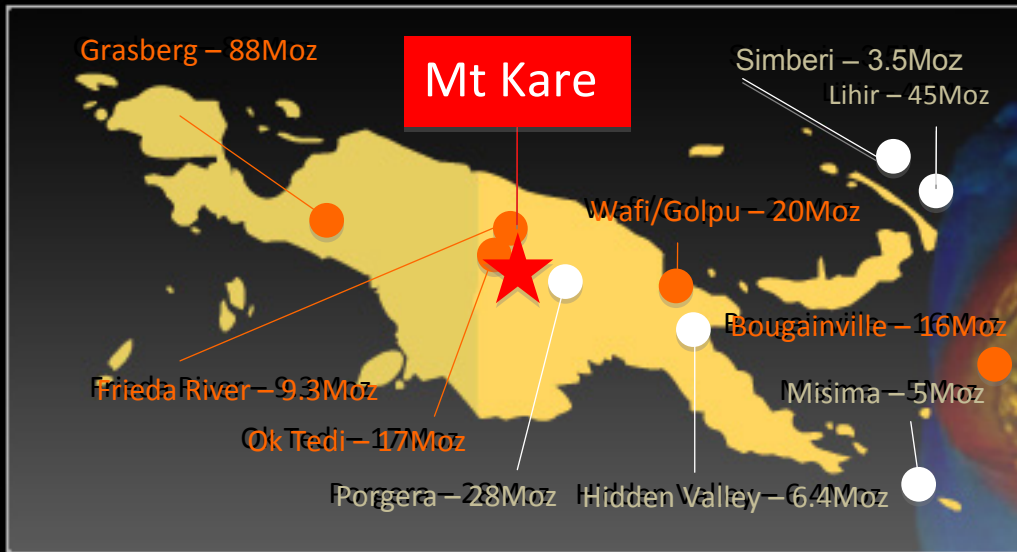 Grasberg – 88Moz
Mt Kare
Simberi – 3.5Moz
Lihir – 45Moz
Wafi/Golpu – 20Moz
Bougainville – 16Moz
Frieda River – 9.3Moz
Misima – 5Moz
Ok Tedi – 17Moz
Porgera – 28Moz
Hidden Valley – 6.4Moz